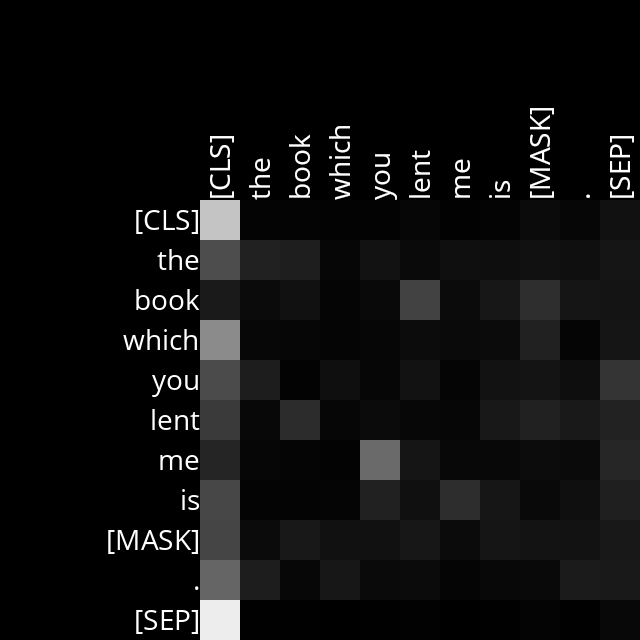 [CLS] the book which you lent me is [MASK] . [SEP]
[CLS]
the
book
which
you
lent
me
is
[MASK]
.
[SEP]